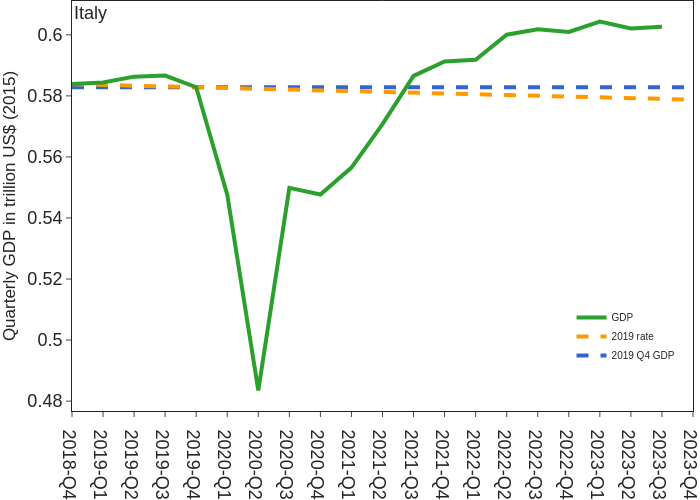 Italy
Quarterly GDP in trillion US$ (2015)
0.6
0.58
0.56
0.54
0.52
0.5
0.48
GDP
2019 rate
2019 Q4 GDP
2018-Q4
2019-Q1
2019-Q2
2019-Q3
2019-Q4
2020-Q1
2020-Q2
2020-Q3
2020-Q4
2021-Q1
2021-Q2
2021-Q3
2021-Q4
2022-Q1
2022-Q2
2022-Q3
2022-Q4
2023-Q1
2023-Q2
2023-Q3